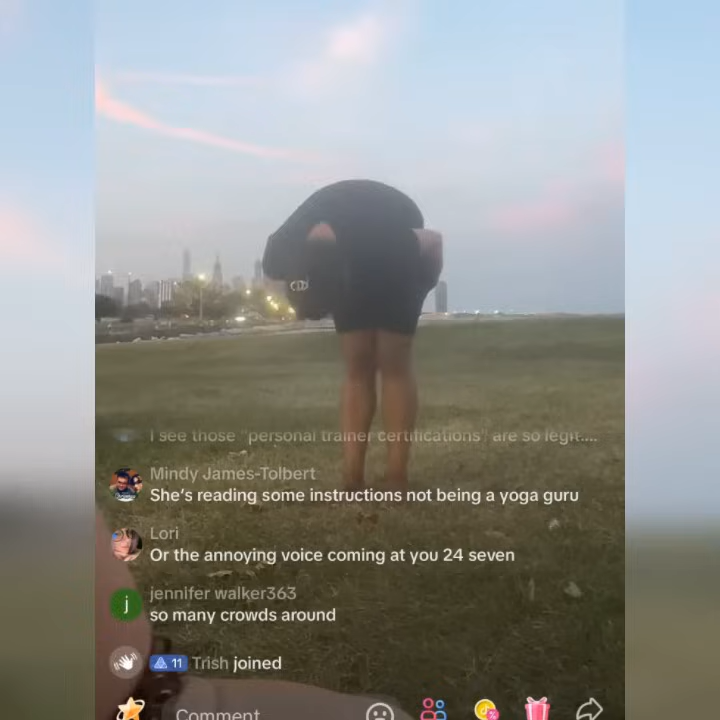 I see those "personal trainer certifications" are so legit....
Mindy James-Tolbert
She's reading some instructions not being a yoga guru
Lori
Or the annoying voice coming at you 24 seven
j
jennifer walker363
so many crowds around
11 Trish joined
Comment